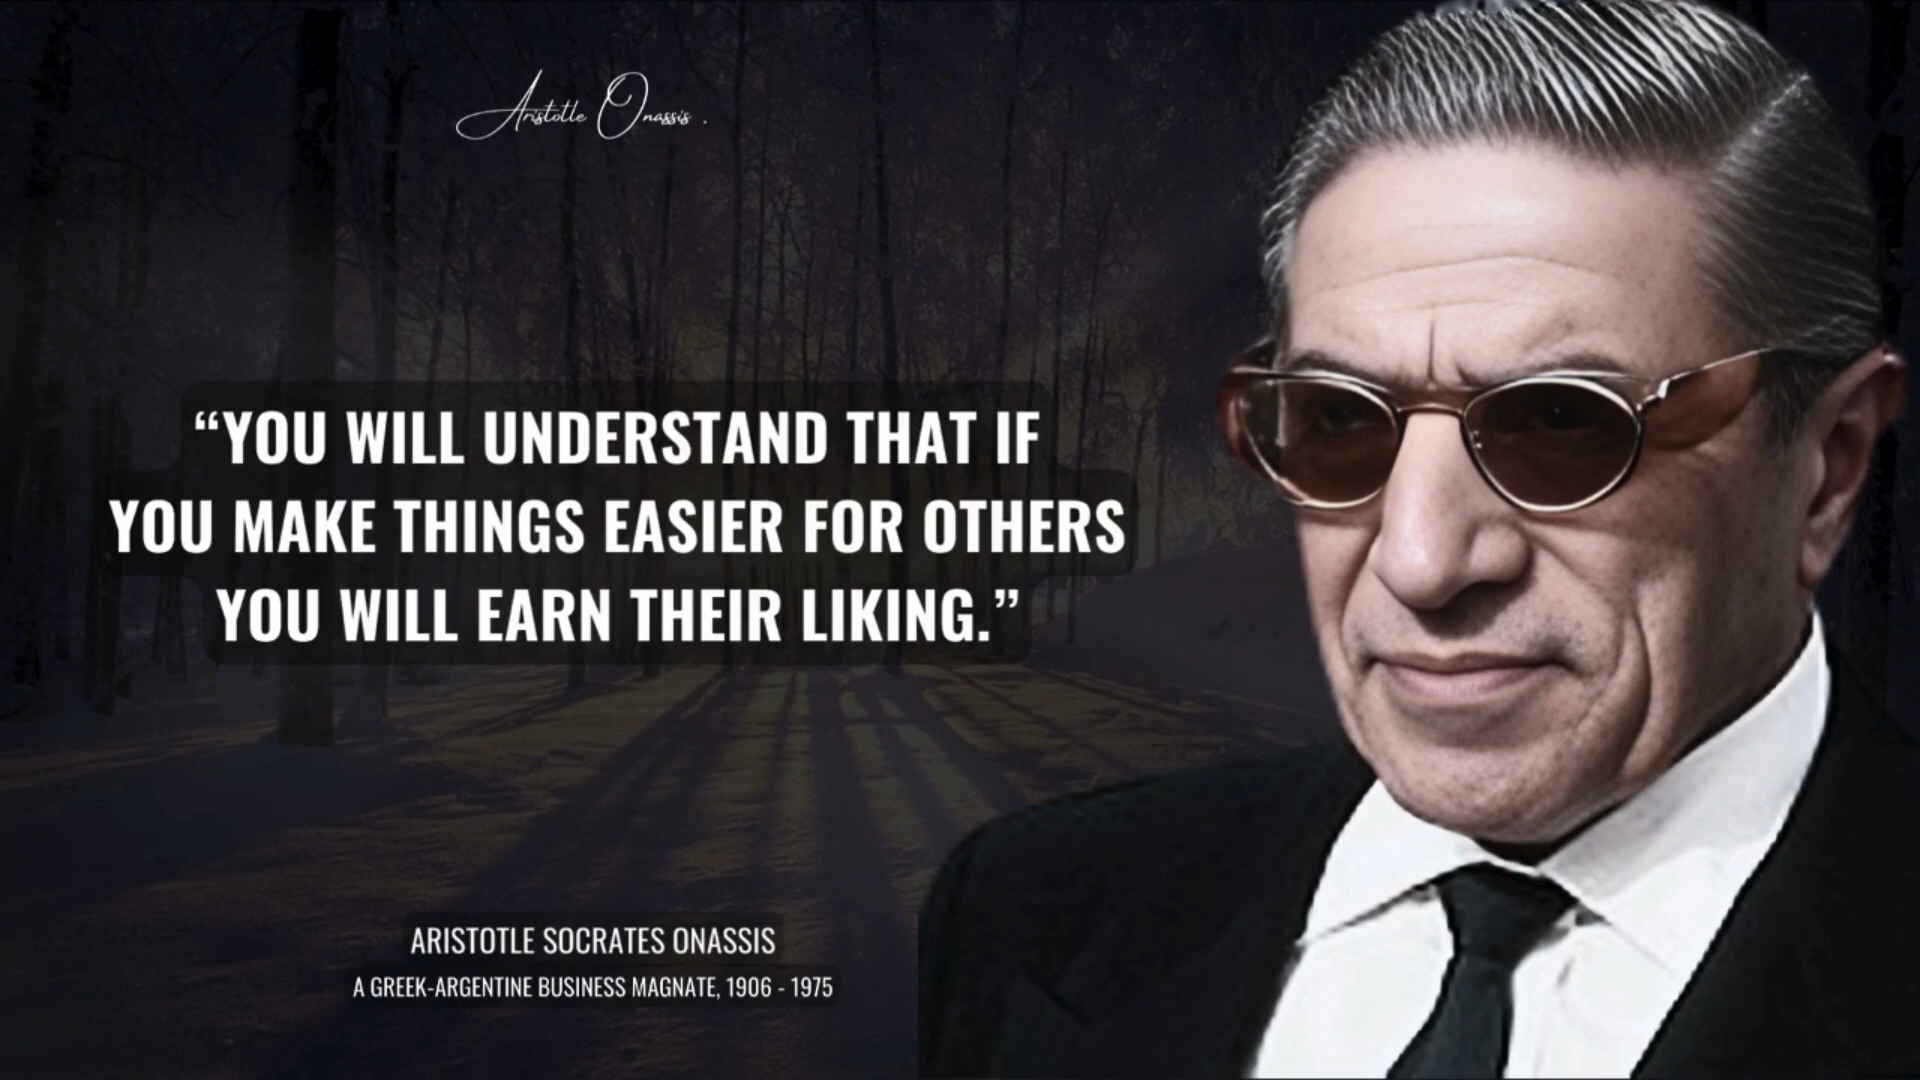 Aristotle Onassis .
“YOU WILL UNDERSTAND THAT IF
YOU MAKE THINGS EASIER FOR OTHERS
YOU WILL EARN THEIR LIKING.”
ARISTOTLE SOCRATES ONASSIS
A GREEK-ARGENTINE BUSINESS MAGNATE, 1906 - 1975